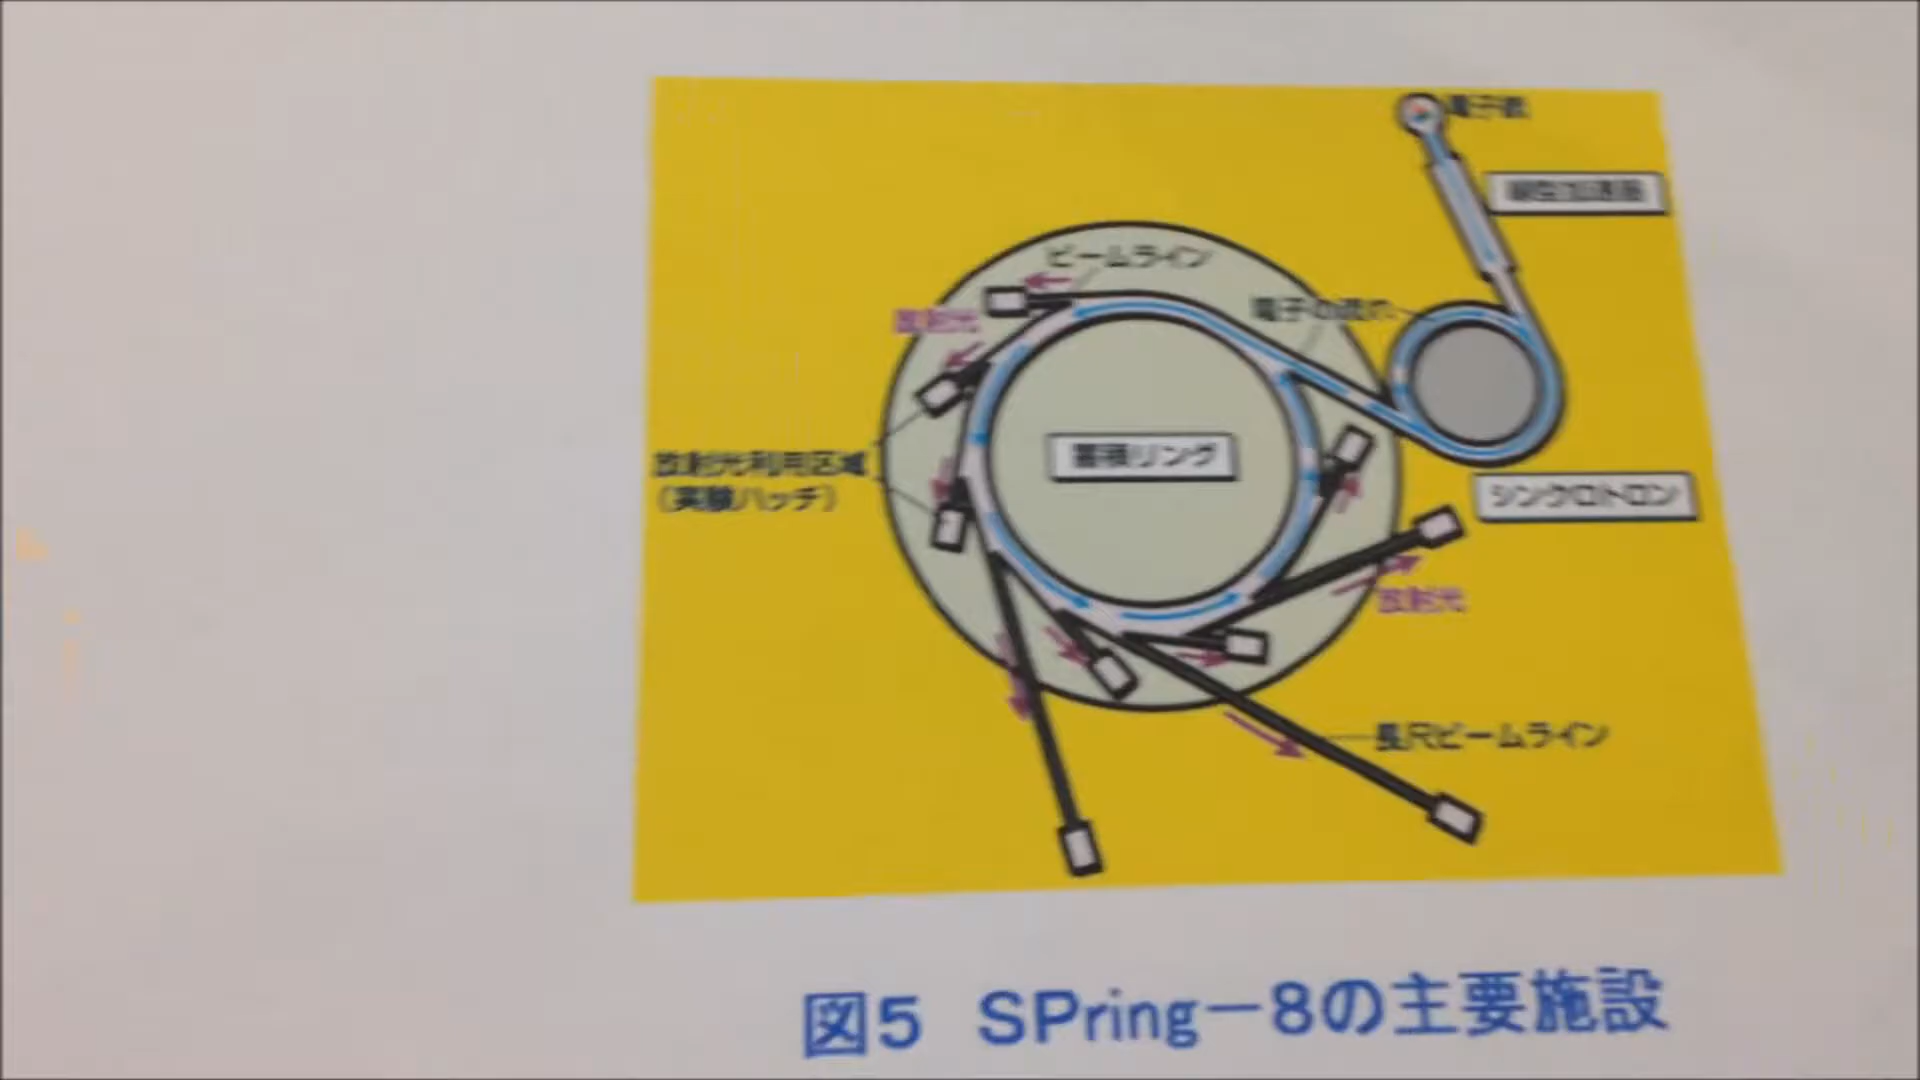 電子銃
線型加速器
ビームライン
電子の流れ
放射光
蓄積リング
放射光利用区域
(実験ハッチ)
シンクロトロン
放射光
長尺ビームライン
図5 SPring-8の主要施設